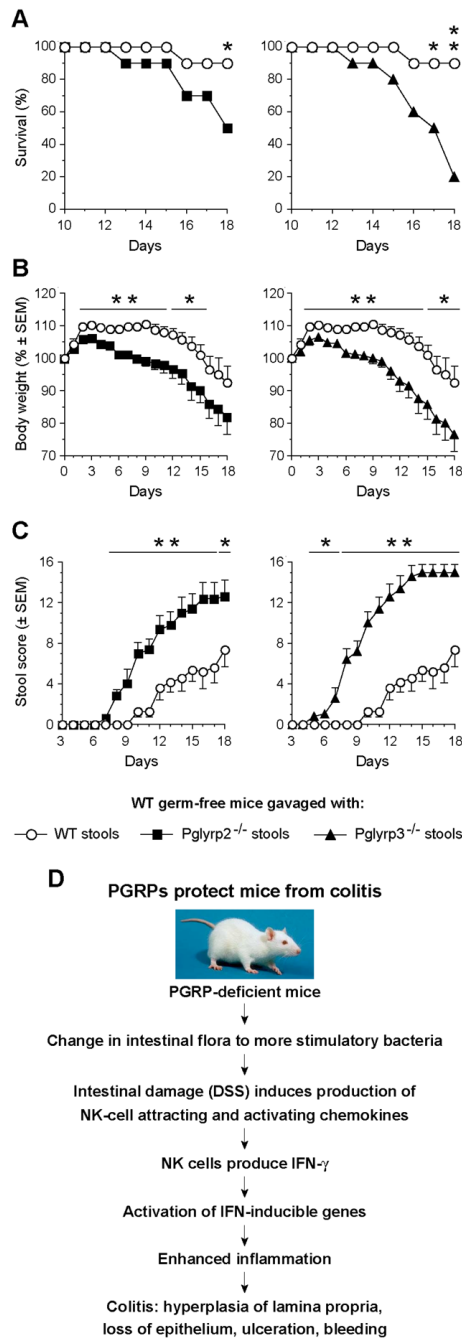 A
*
*
* *
100
80
60
40
20
0
Survival (%)
10 12 14 16 18
Days
100
80
60
40
20
0
10 12 14 16 18
Days
B
* * *
* * *
120
110
100
90
80
70
Body weight (% ± SEM)
0 3 6 9 12 15 18
Days
120
110
100
90
80
70
0 3 6 9 12 15 18
Days
C
* * *
* * *
16
12
8
4
0
Stool score (± SEM)
3 6 9 12 15 18
Days
16
12
8
4
0
3 6 9 12 15 18
Days
WT germ-free mice gavaged with:
WT stools Pglyrp2-/- stools Pglyrp3-/- stools
D
PGRPs protect mice from colitis
PGRP-deficient mice
Change in intestinal flora to more stimulatory bacteria
Intestinal damage (DSS) induces production of
NK-cell attracting and activating chemokines
NK cells produce IFN-γ
Activation of IFN-inducible genes
Enhanced inflammation
Colitis: hyperplasia of lamina propria,
loss of epithelium, ulceration, bleeding